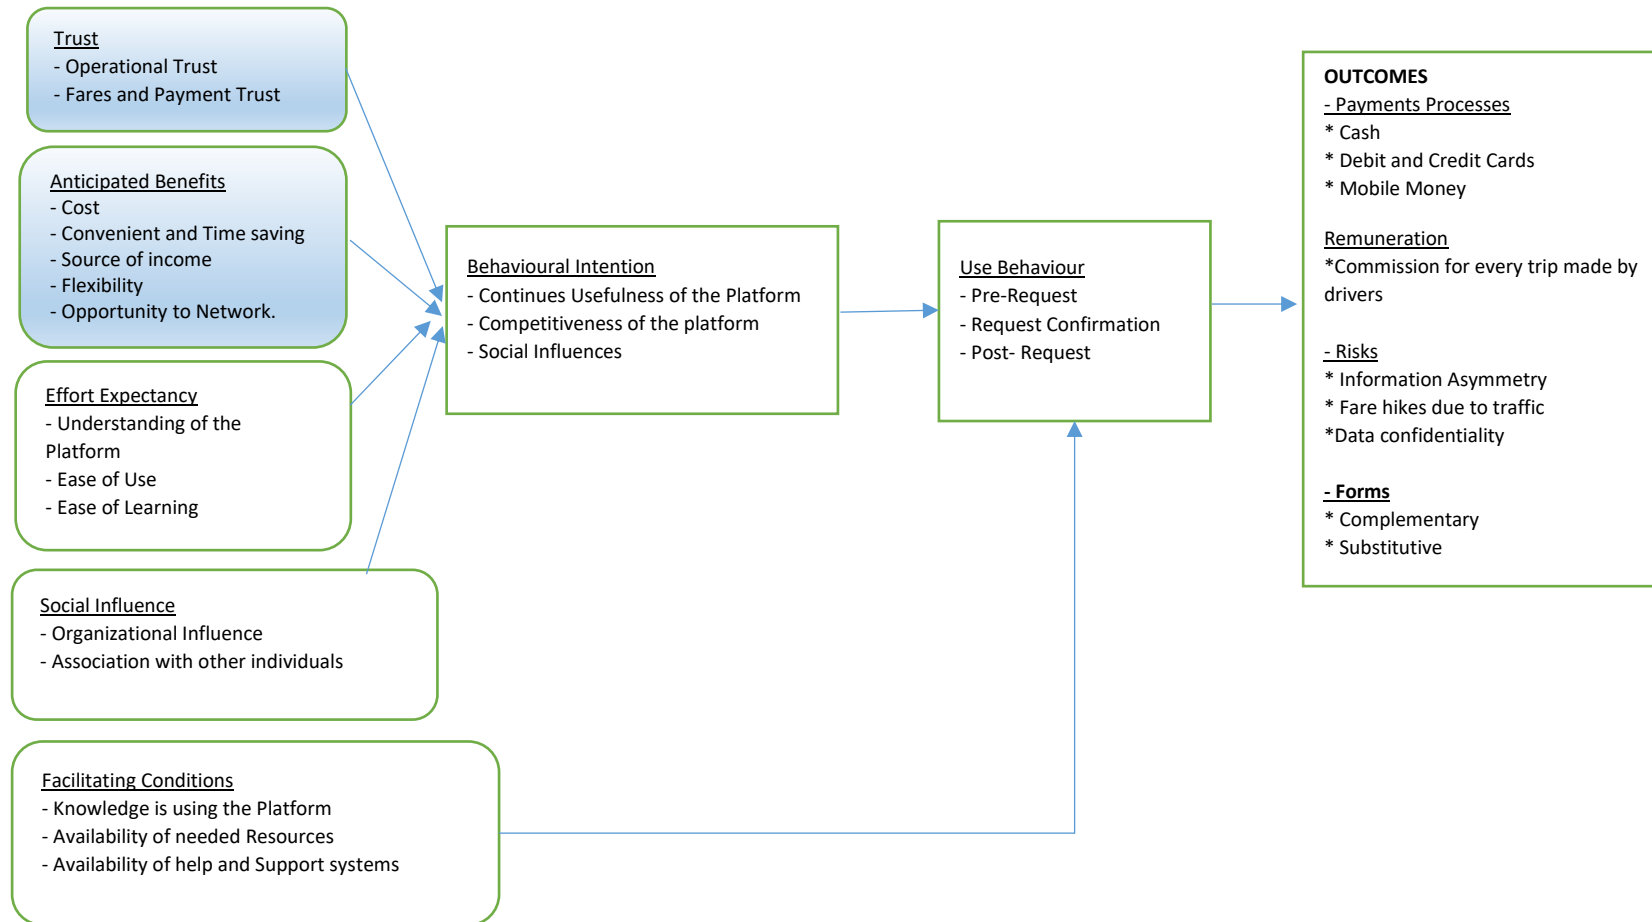 Trust
- Operational Trust
- Fares and Payment Trust
Anticipated Benefits
- Cost
- Convenient and Time saving
- Source of income
- Flexibility
- Opportunity to Network.
Effort Expectancy
- Understanding of the
Platform
- Ease of Use
- Ease of Learning
Social Influence
- Organizational Influence
- Association with other individuals
Facilitating Conditions
- Knowledge is using the Platform
- Availability of needed Resources
- Availability of help and Support systems
Behavioural Intention
- Continues Usefulness of the Platform
- Competitiveness of the platform
- Social Influences
Use Behaviour
- Pre-Request
- Request Confirmation
- Post- Request
OUTCOMES
- Payments Processes
* Cash
* Debit and Credit Cards
* Mobile Money
Remuneration
*Commission for every trip made by
drivers
- Risks
* Information Asymmetry
* Fare hikes due to traffic
*Data confidentiality
- Forms
* Complementary
* Substitutive